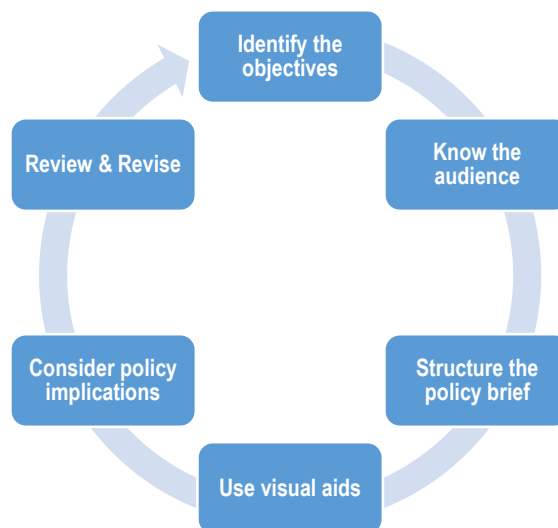 Identify the
objectives
Know the
audience
Structure the
policy brief
Use visual aids
Consider policy
implications
Review & Revise